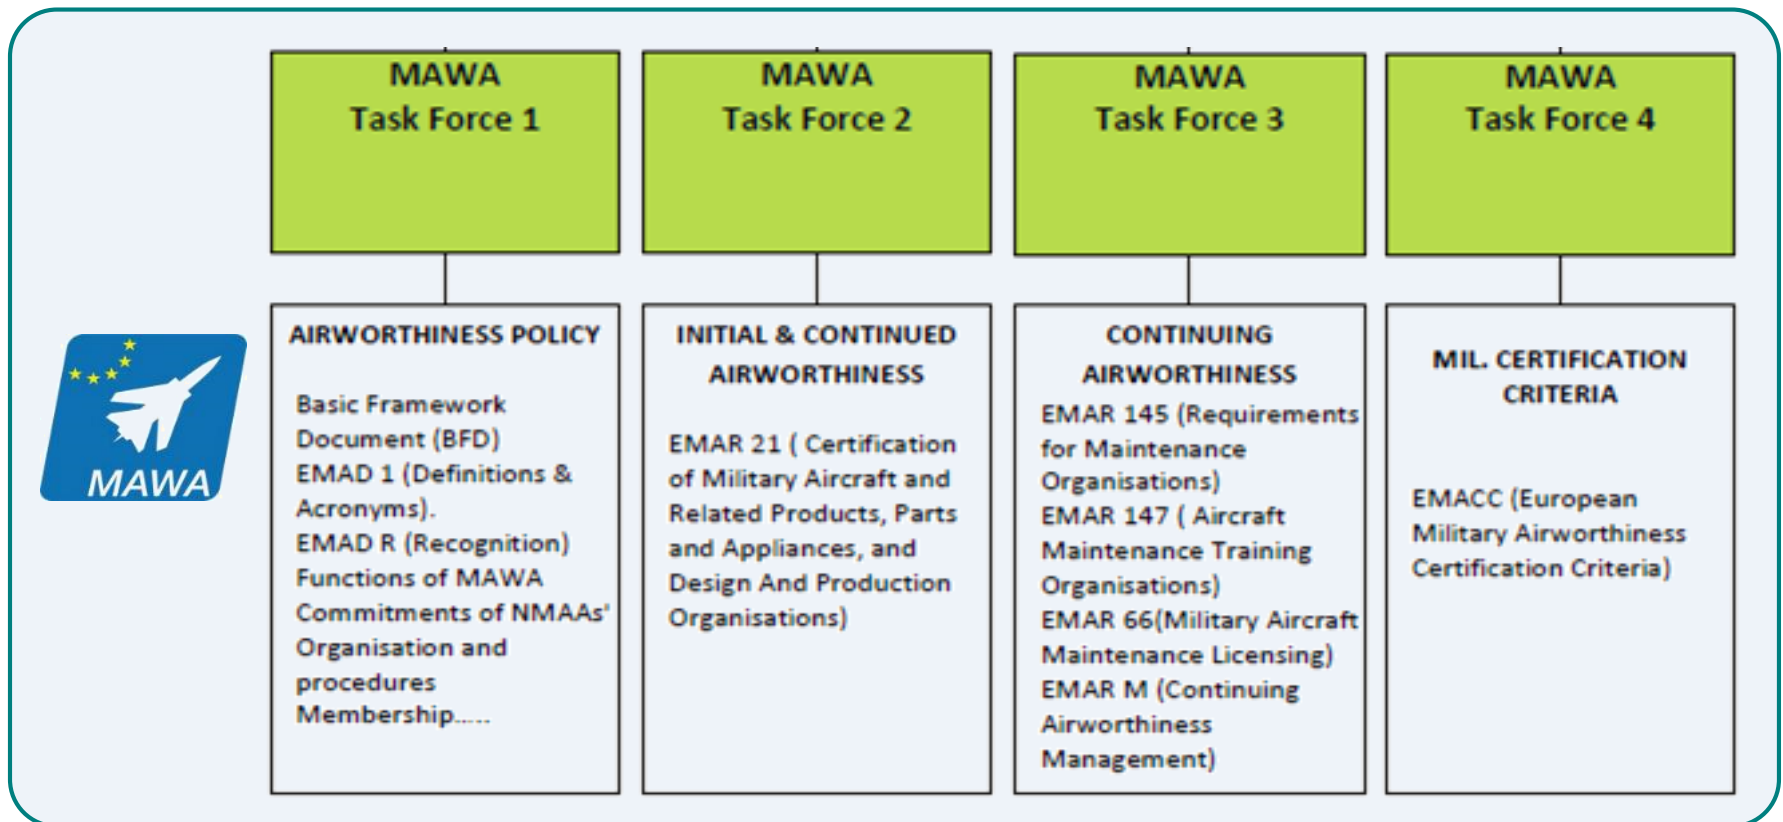 MAWA
Task Force 1
MAWA
Task Force 2
MAWA
Task Force 3
MAWA
Task Force 4
AIRWORTHINESS POLICY
Basic Framework
Document (BFD)
EMAD 1 (Definitions &
Acronyms).
EMAD R (Recognition)
Functions of MAWA
Commitments of NMAAs'
Organisation and
procedures
Membership.....
INITIAL & CONTINUED
AIRWORTHINESS
EMAR 21 ( Certification
of Military Aircraft and
Related Products, Parts
and Appliances, and
Design And Production
Organisations)
CONTINUING
AIRWORTHINESS
EMAR 145 (Requirements
for Maintenance
Organisations)
EMAR 147 ( Aircraft
Maintenance Training
Organisations)
EMAR 66(Military Aircraft
Maintenance Licensing)
EMAR M (Continuing
Airworthiness
Management)
MIL. CERTIFICATION
CRITERIA
EMACC (European
Military Airworthiness
Certification Criteria)
MAWA